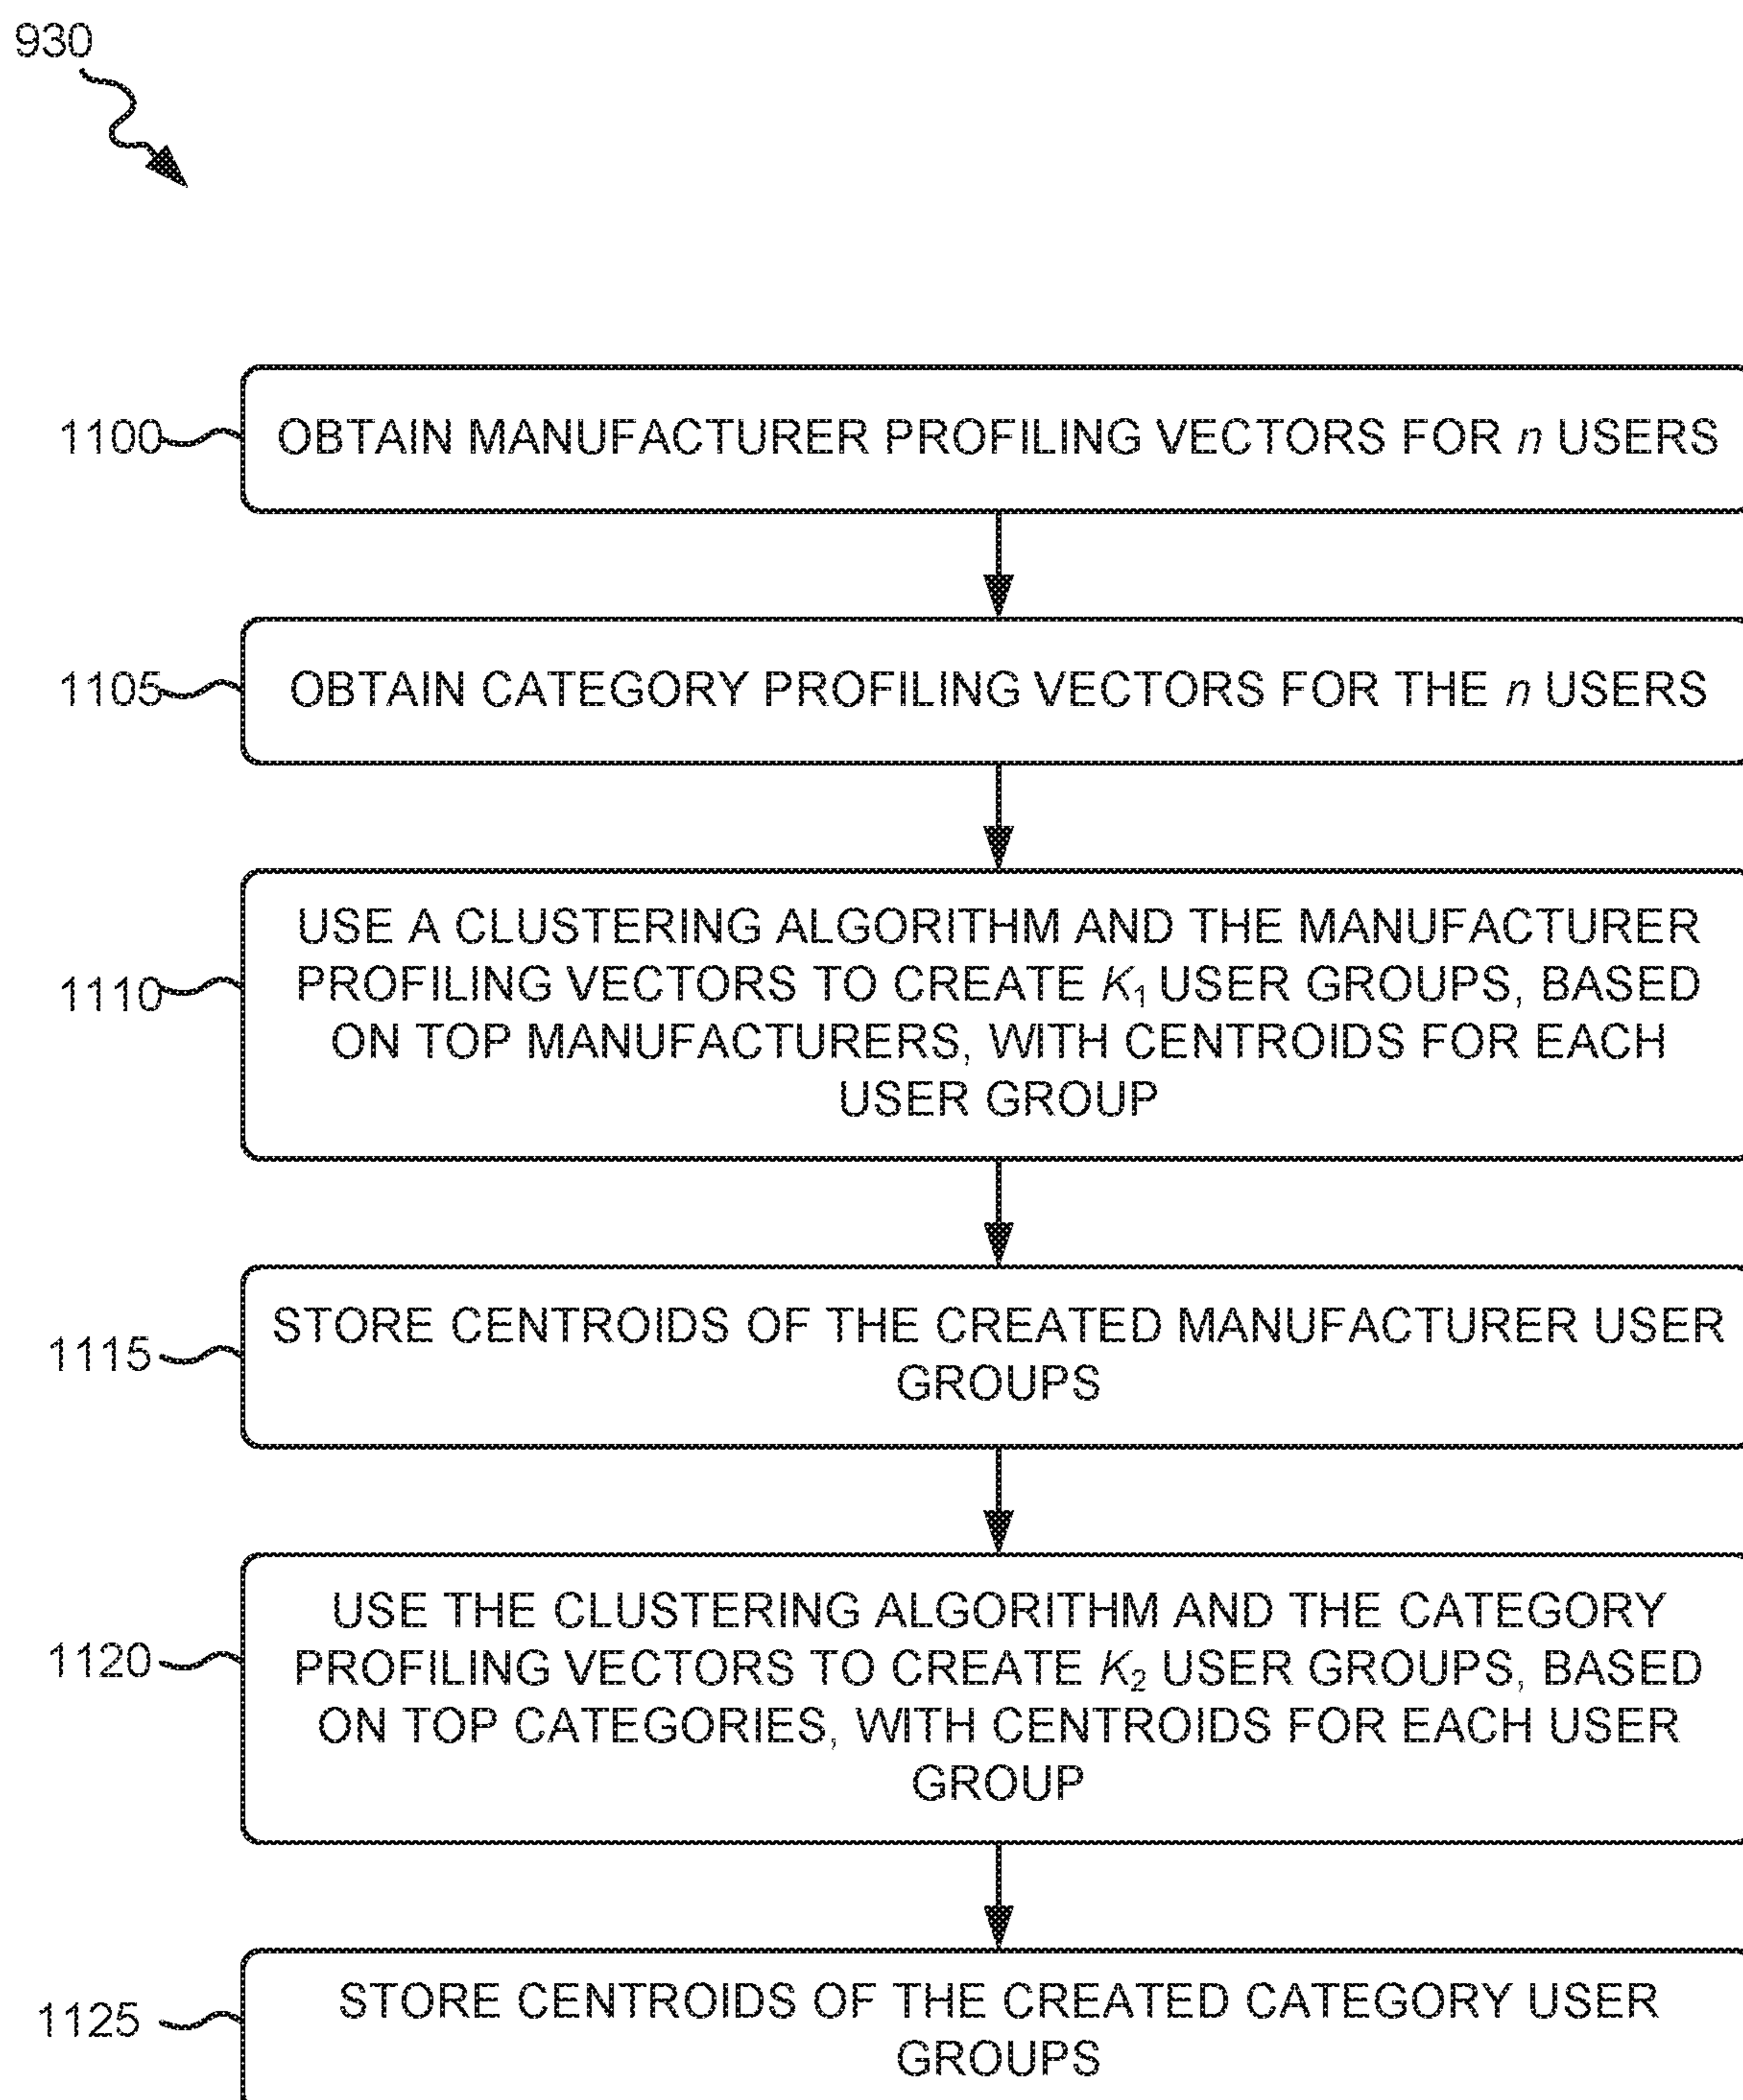 930
1100 OBTAIN MANUFACTURER PROFILING VECTORS FOR n USERS
1105 OBTAIN CATEGORY PROFILING VECTORS FOR THE n USERS
USE A CLUSTERING ALGORITHM AND THE MANUFACTURER
1110 PROFILING VECTORS TO CREATE K₁ USER GROUPS, BASED
ON TOP MANUFACTURERS, WITH CENTROIDS FOR EACH
USER GROUP
1115 STORE CENTROIDS OF THE CREATED MANUFACTURER USER
GROUPS
USE THE CLUSTERING ALGORITHM AND THE CATEGORY
1120 PROFILING VECTORS TO CREATE K₂ USER GROUPS, BASED
ON TOP CATEGORIES, WITH CENTROIDS FOR EACH USER
GROUP
1125 STORE CENTROIDS OF THE CREATED CATEGORY USER
GROUPS